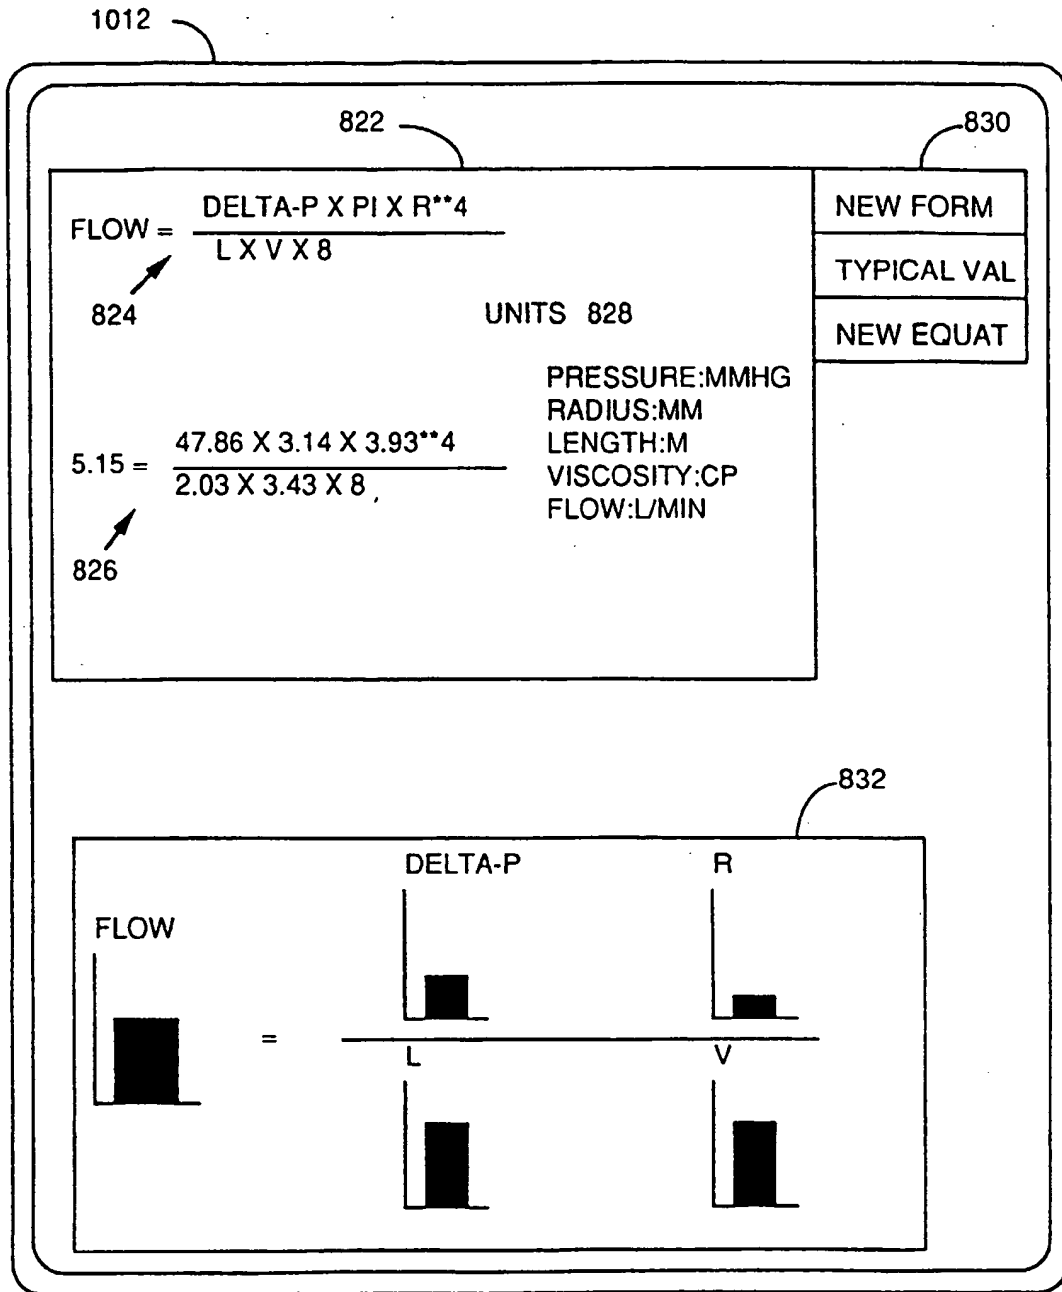 1012
822
830
FLOW = DELTA-P X PI X R**4
L X V X 8
824
UNITS 828
PRESSURE:MMHG
RADIUS:MM
LENGTH:M
VISCOSITY:CP
FLOW:L/MIN
5.15 = 47.86 X 3.14 X 3.93**4
2.03 X 3.43 X 8
826
NEW FORM
TYPICAL VAL
NEW EQUAT
832
FLOW
=
DELTA-P
R
L
V